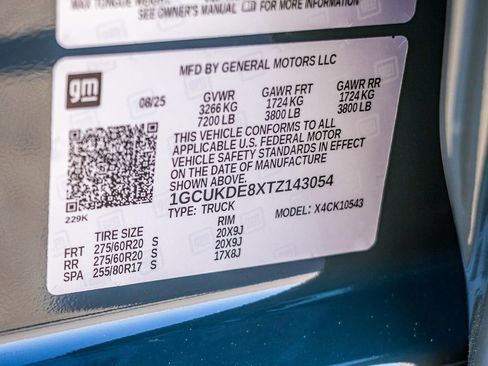 SEE OWNER'S MANUAL FOR MORE INFORMATION
gm
MFD BY GENERAL MOTORS LLC
08/25 GVWR GAWR FRT GAWR RR
3266 KG 1724 KG 1724 KG
7200 LB 3800 LB 3800 LB
THIS VEHICLE CONFORMS TO ALL
APPLICABLE U.S. FEDERAL MOTOR
VEHICLE SAFETY STANDARDS IN EFFECT
ON THE DATE OF MANUFACTURE
SHOWN ABOVE.
1GCUKDE8XTZ143054
229K
TYPE: TRUCK MODEL: X4CK10543
TIRE SIZE RIM
FRT 275/60R20 S 20X9J
RR 275/60R20 S 20X9J
SPA 255/80R17 S 17X8J